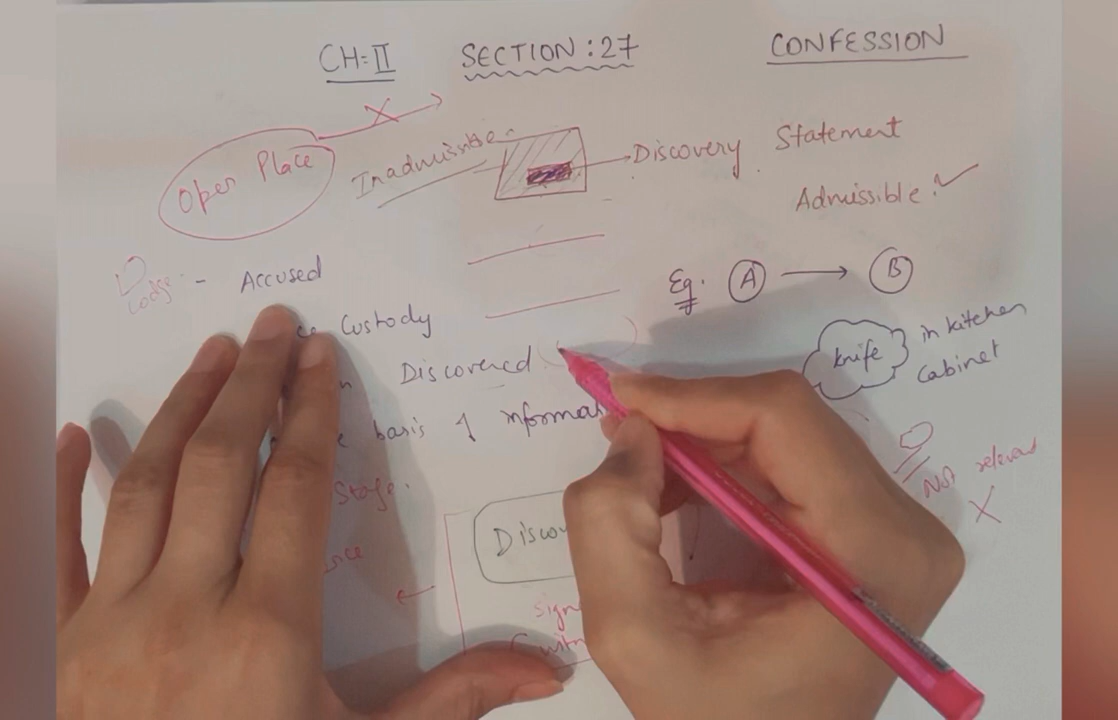 CH=II SECTION:27 CONFESSION
Open Place
Inadmissible
Discovery Statement
Admissible ✓
- Accused
Eg. A → B
Custody
knife in kitchen cabinet
Discovered
basis of
Not
X
Stage.
Disco
Sign